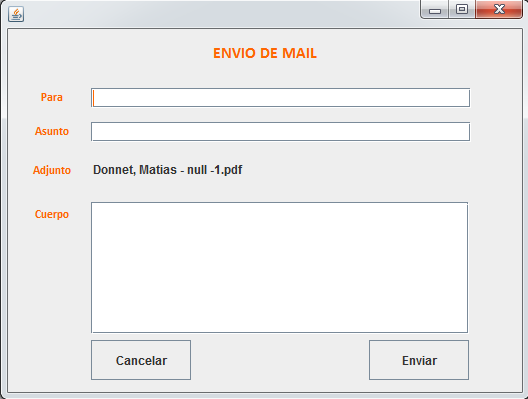 ENVIO DE MAIL
Para
Asunto
Adjunto Donnet, Matias - null -1.pdf
Cuerpo
Cancelar Enviar